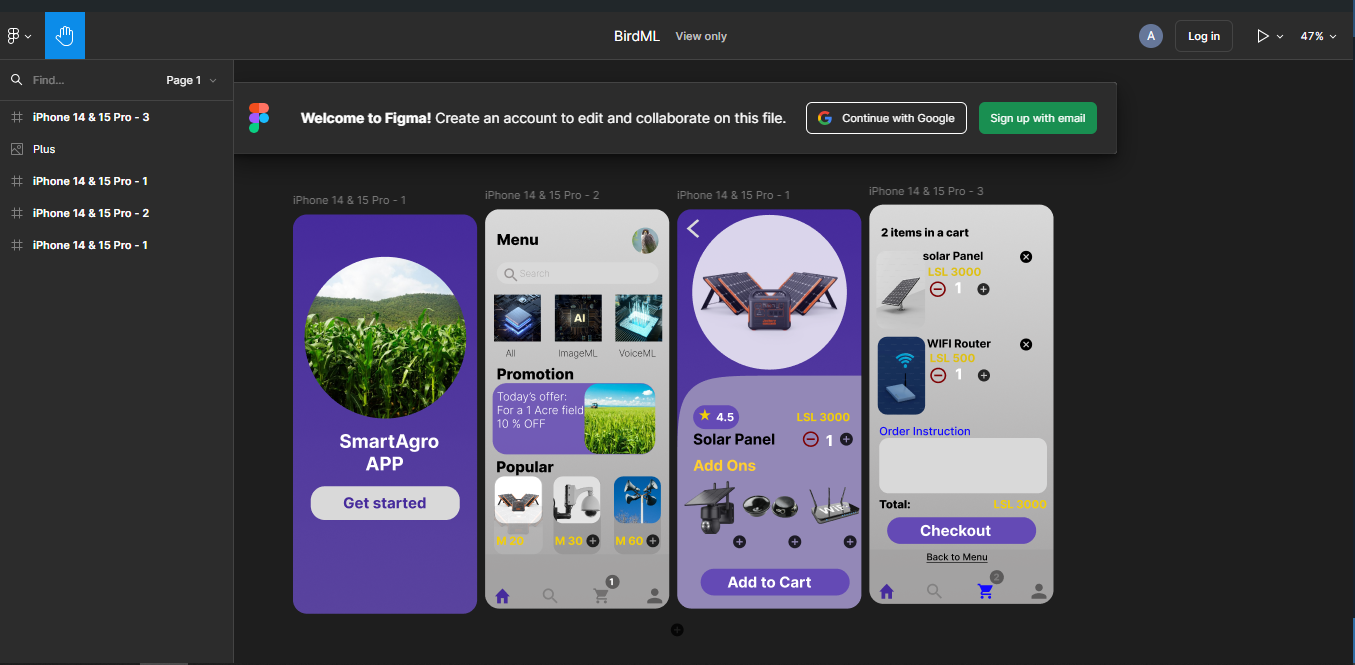 BirdML View only
A
Log in
47%
Find...
Page 1
iPhone 14 & 15 Pro - 3
Plus
iPhone 14 & 15 Pro - 1
iPhone 14 & 15 Pro - 2
iPhone 14 & 15 Pro - 1
Welcome to Figma! Create an account to edit and collaborate on this file.
Continue with Google
Sign up with email
iPhone 14 & 15 Pro - 1
SmartAgro
APP
Get started
iPhone 14 & 15 Pro - 2
Menu
Search
AI
All
ImageML
VoiceML
Promotion
Today's offer:
For a 1 Acre field
10 % OFF
Popular
M 20
M 30
M 60
1
iPhone 14 & 15 Pro - 1
4.5
LSL 3000
Solar Panel
1
Add Ons
WiFi
Add to Cart
iPhone 14 & 15 Pro - 3
2 items in a cart
solar Panel
LSL 3000
1
WIFI Router
LSL 500
1
Order Instruction
Total:
LSL 3000
Checkout
Back to Menu
2